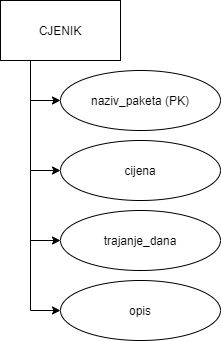 CJENIK
naziv_paketa (PK)
cijena
trajanje_dana
opis